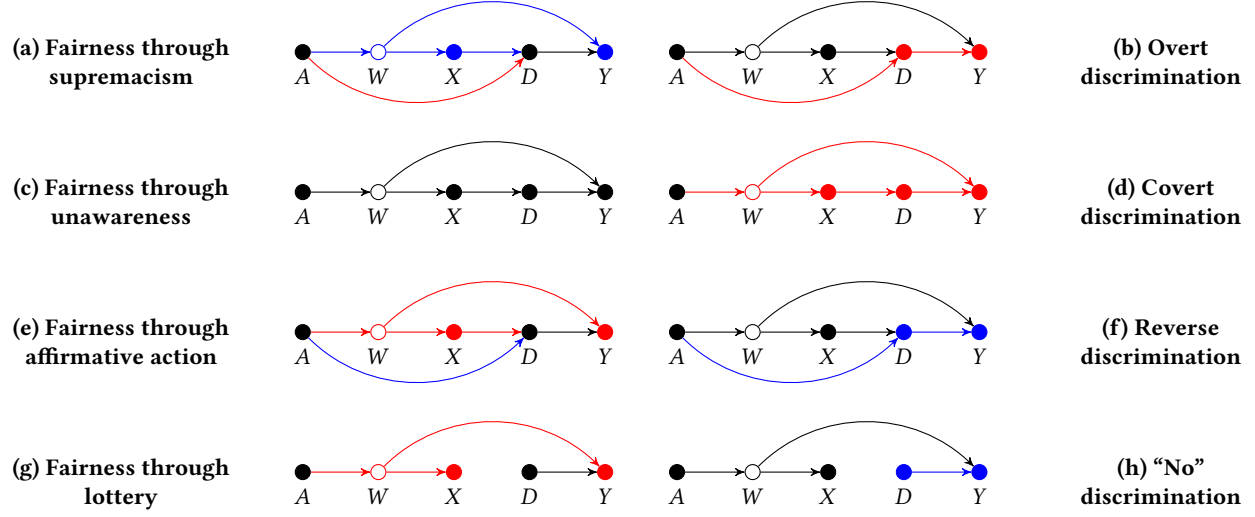 (a) Fairness through
supremacism
A W X D Y
A W X D Y
(b) Overt
discrimination
(c) Fairness through
unawareness
A W X D Y
A W X D Y
(d) Covert
discrimination
(e) Fairness through
affirmative action
A W X D Y
A W X D Y
(f) Reverse
discrimination
(g) Fairness through
lottery
A W X D Y
A W X D Y
(h) “No”
discrimination